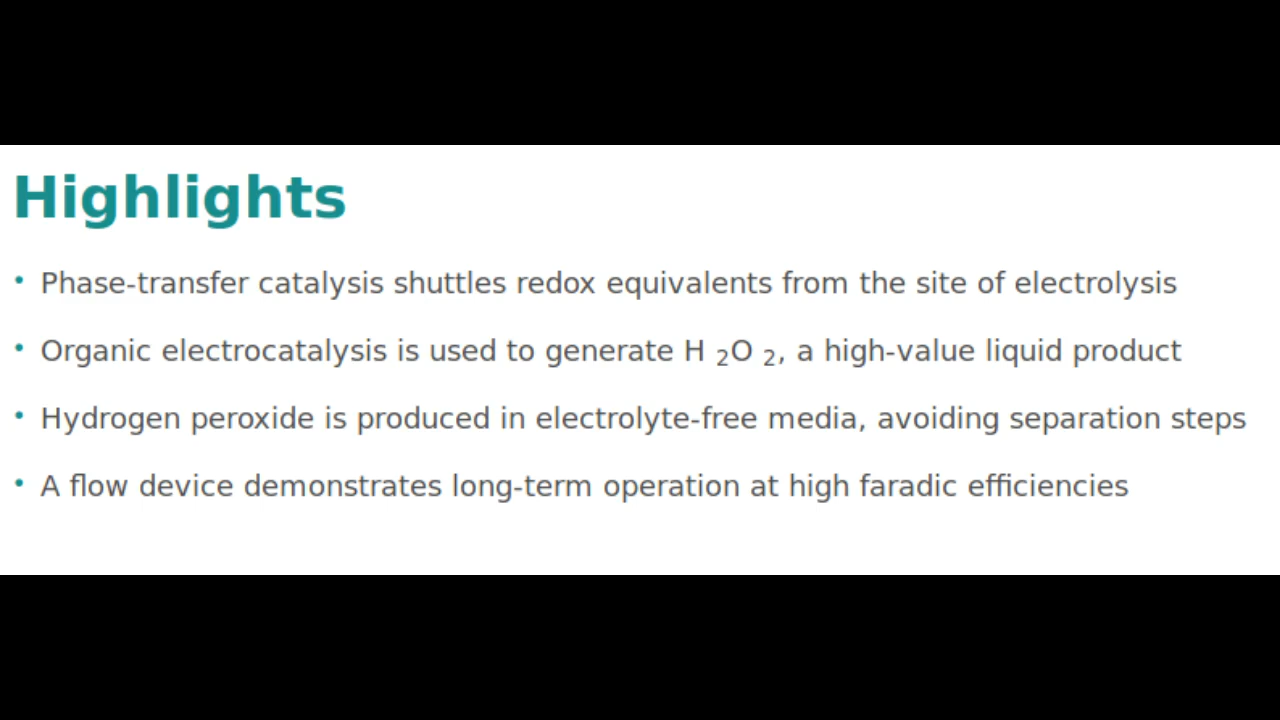 Highlights
• Phase-transfer catalysis shuttles redox equivalents from the site of electrolysis
• Organic electrocatalysis is used to generate H ₂O ₂, a high-value liquid product
• Hydrogen peroxide is produced in electrolyte-free media, avoiding separation steps
• A flow device demonstrates long-term operation at high faradic efficiencies